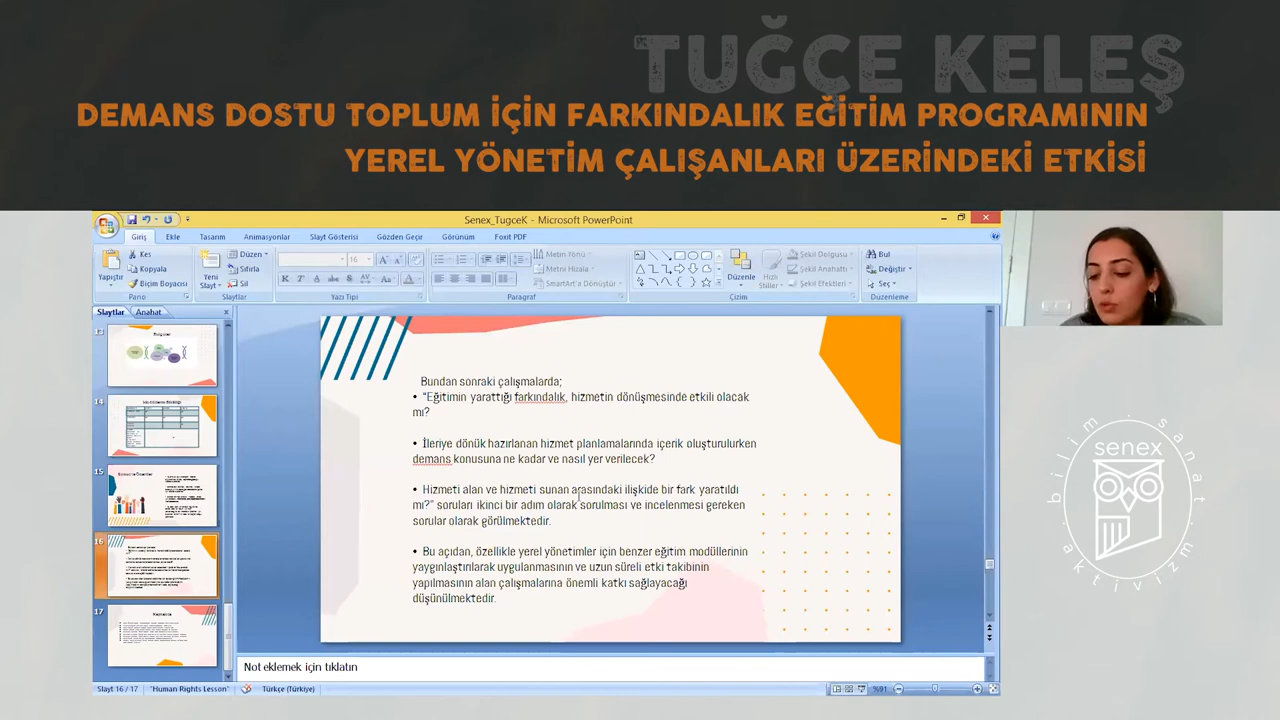 TUĞÇE KELEŞ
DEMANS DOSTU TOPLUM İÇİN FARKINDALIK EĞİTİM PROGRAMININ
YEREL YÖNETİM ÇALIŞANLARI ÜZERİNDEKİ ETKİSİ
Senex_TugceK - Microsoft PowerPoint
Giriş Ekle Tasarım Animasyonlar Slayt Gösterisi Gözden Geçir Görünüm Foxit PDF
Yapıştır
Kes
Kopyala
Biçim Boyacısı
Pano
Yeni
Slayt
Düzen
Sıfırla
Sil
Slaytlar
16
Yazı Tipi
Metin Yönü
Metni Hizala
SmartArt'a Dönüştür
Paragraf
Düzenle
Hızlı
Stiller
Şekil Dolgusu
Şekil Anahattı
Şekil Efektleri
Çizim
Bul
Değiştir
Seç
Düzenleme
Slaytlar Anahat
13
14
15
16
17
Bundan sonraki çalışmalarda;
• “Eğitimin yarattığı farkındalık, hizmetin dönüşmesinde etkili olacak
mı?
• İleriye dönük hazırlanan hizmet planlamalarında içerik oluşturulurken
demans konusuna ne kadar ve nasıl yer verilecek?
• Hizmeti alan ve hizmeti sunan arasındaki ilişkide bir fark yaratıldı
mı?” soruları ikinci bir adım olarak sorulması ve incelenmesi gereken
sorular olarak görülmektedir.
• Bu açıdan, özellikle yerel yönetimler için benzer eğitim modüllerinin
yaygınlaştırılarak uygulanmasının ve uzun süreli etki takibinin
yapılmasının alan çalışmalarına önemli katkı sağlayacağı
düşünülmektedir.
Not eklemek için tıklatın
Slayt 16 / 17 "Human Rights Lesson" Türkçe (Türkiye) %91
senex
bilim . sanat . aktivizm